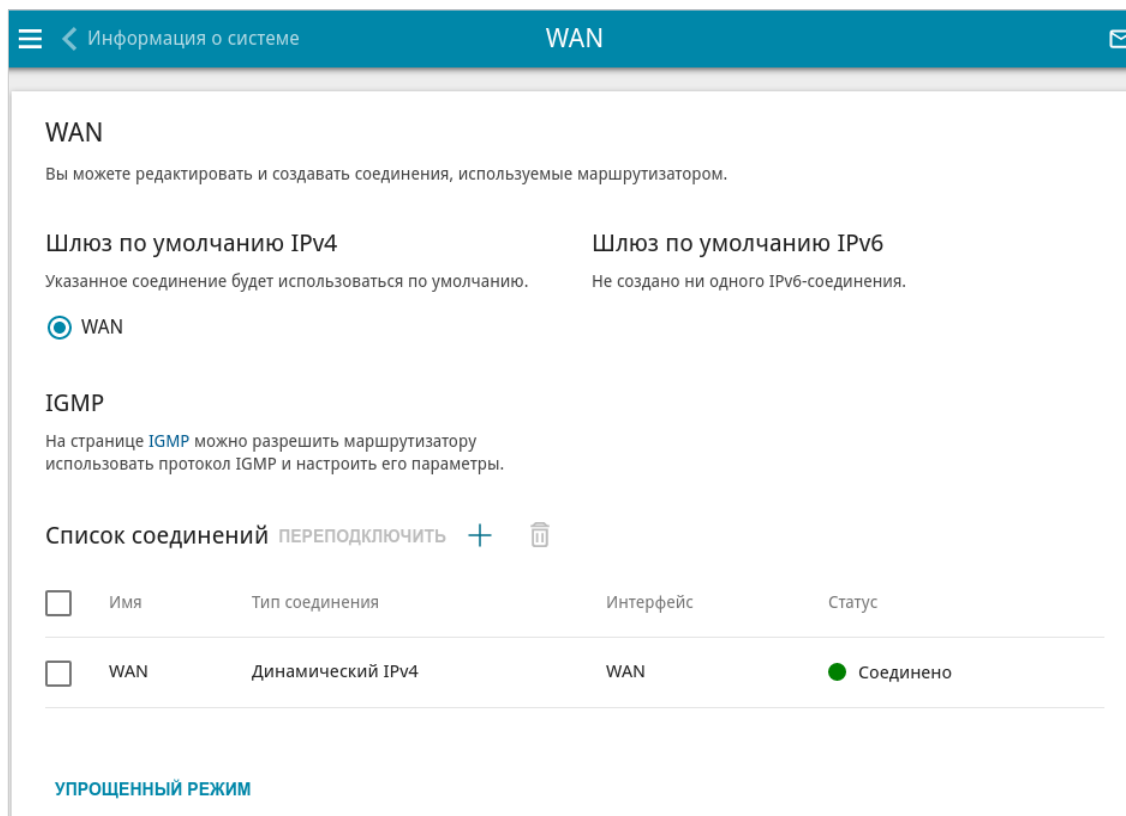 Информация о системе
WAN
WAN
Вы можете редактировать и создавать соединения, используемые маршрутизатором.
Шлюз по умолчанию IPv4
Указанное соединение будет использоваться по умолчанию.
WAN
Шлюз по умолчанию IPv6
Не создано ни одного IPv6-соединения.
IGMP
На странице IGMP можно разрешить маршрутизатору
использовать протокол IGMP и настроить его параметры.
Список соединений ПЕРЕПОДКЛЮЧИТЬ
Имя Тип соединения Интерфейс Статус
WAN Динамический IPv4 WAN Соединено
УПРОЩЕННЫЙ РЕЖИМ